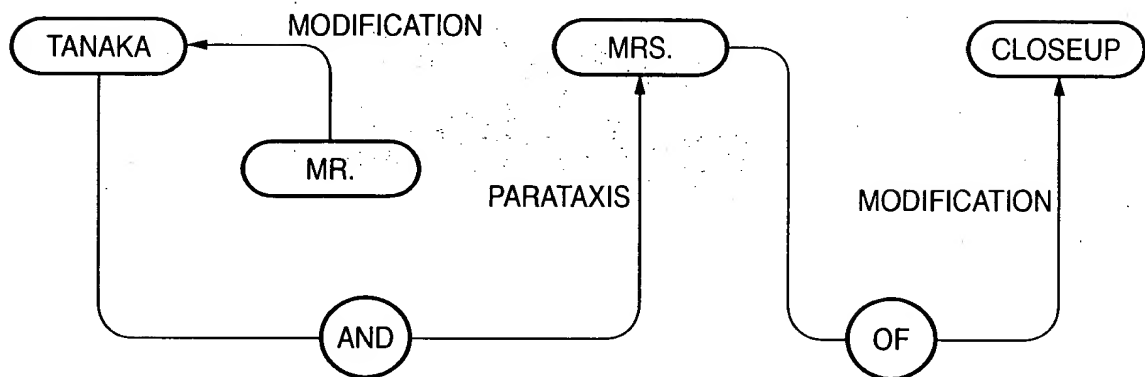 MODIFICATION
TANAKA
MRS.
CLOSEUP
MR.
PARATAXIS
MODIFICATION
AND
OF